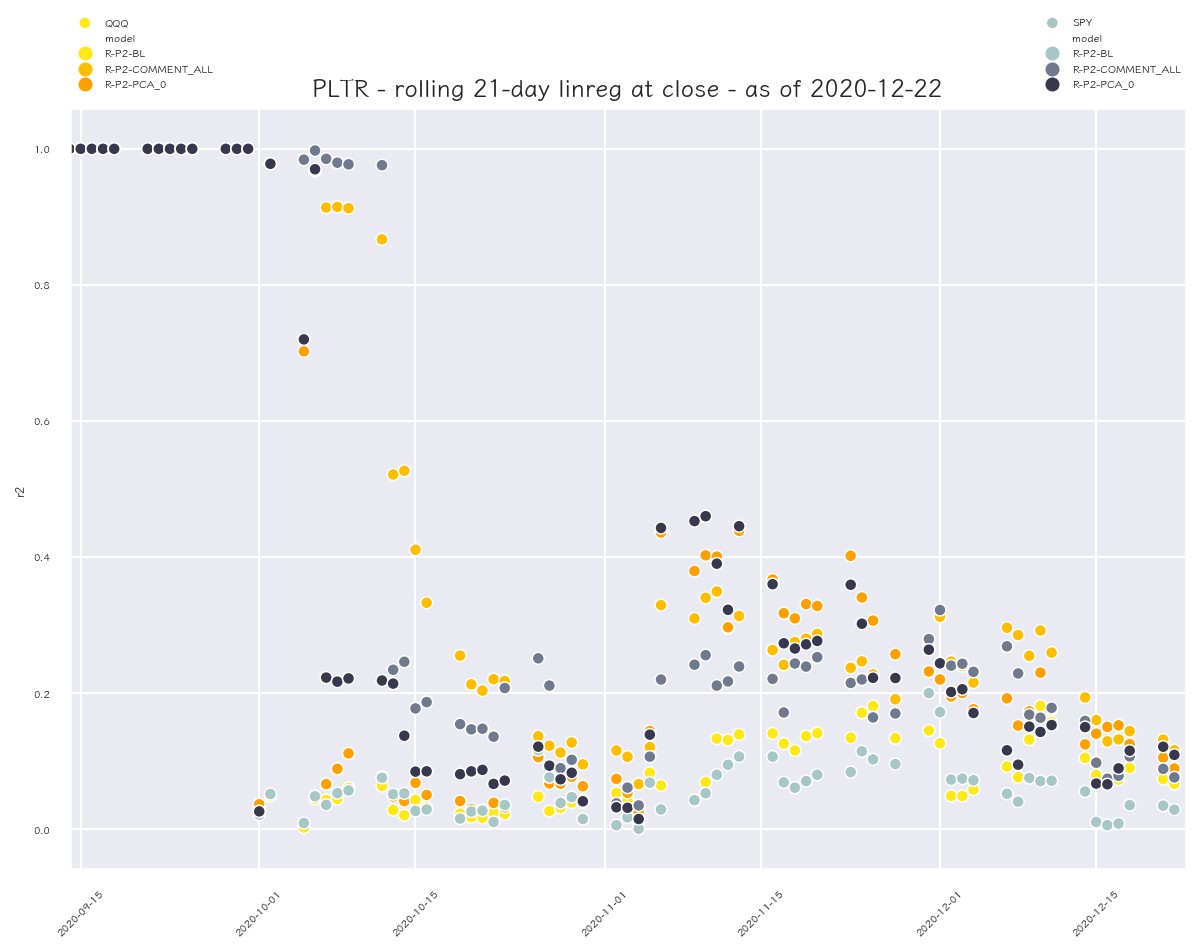 QQQ
model
R-P2-BL
R-P2-COMMENT_ALL
R-P2-PCA_0
SPY
model
R-P2-BL
R-P2-COMMENT_ALL
R-P2-PCA_0
PLTR - rolling 21-day linreg at close - as of 2020-12-22
r2
1.0
0.8
0.6
0.4
0.2
0.0
2020-09-15
2020-10-01
2020-10-15
2020-11-01
2020-11-15
2020-12-01
2020-12-15